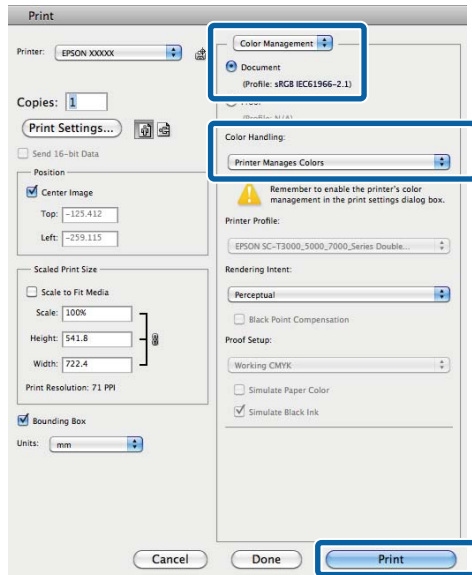 Print
Printer: EPSON XXXXX
Copies: 1
Print Settings...
Send 16-bit Data
Position
Center Image
Top: -125.412
Left: -259.115
Scaled Print Size
Scale to Fit Media
Scale: 100%
Height: 541.8
Width: 722.4
Print Resolution: 71 PPI
Bounding Box
Units: mm
Color Management
Document
(Profile: sRGB IEC61966-2.1)
Color Handling:
Printer Manages Colors
Remember to enable the printer's color
management in the print settings dialog box.
Printer Profile:
EPSON SC-T3000_5000_7000_Series Double...
Rendering Intent:
Perceptual
Black Point Compensation
Proof Setup:
Working CMYK
Simulate Paper Color
Simulate Black Ink
Cancel
Done
Print